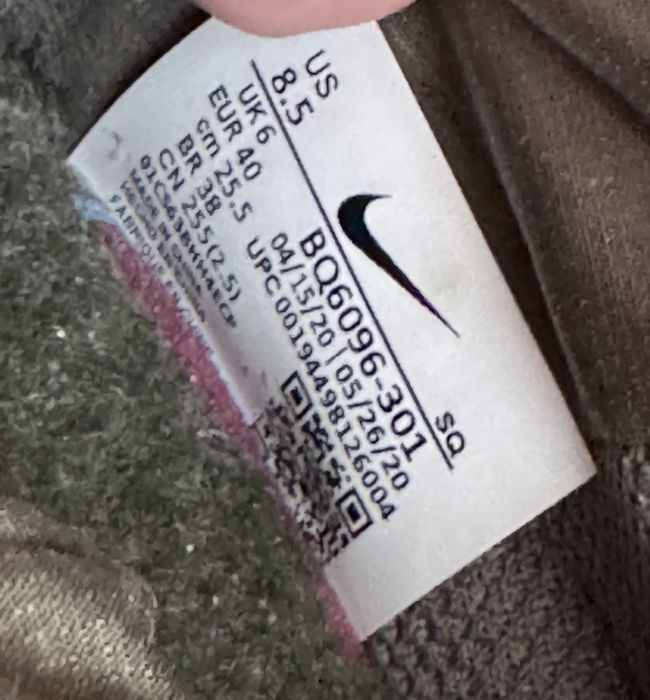 US
8.5
UK 6
EUR 40
cm 25.5
BR 38
CN 255(2.5)
SQ
BQ6096-301
04/15/20 | 05/26/20
UPC 00194498126004